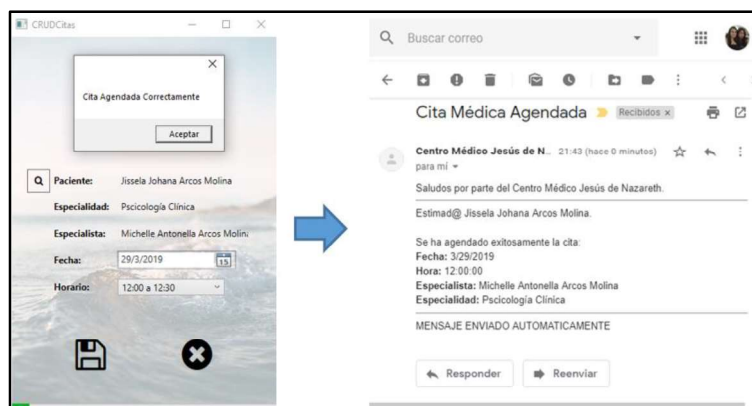 CRUDCitas
Cita Agendada Correctamente
Aceptar
Paciente: Jissela Johana Arcos Molina
Especialidad: Pscicología Clínica
Especialista: Michelle Antonella Arcos Molina
Fecha: 29/3/2019 15
Horario: 12:00 a 12:30
Buscar correo
Cita Médica Agendada Recibidos x
Centro Médico Jesús de N... 21:43 (hace 0 minutos)
para mí
Saludos por parte del Centro Médico Jesús de Nazareth.
Estimad@ Jissela Johana Arcos Molina.
Se ha agendado exitosamente la cita:
Fecha: 3/29/2019
Hora: 12:00:00
Especialista: Michelle Antonella Arcos Molina
Especialidad: Pscicología Clínica
MENSAJE ENVIADO AUTOMATICAMENTE
Responder Reenviar